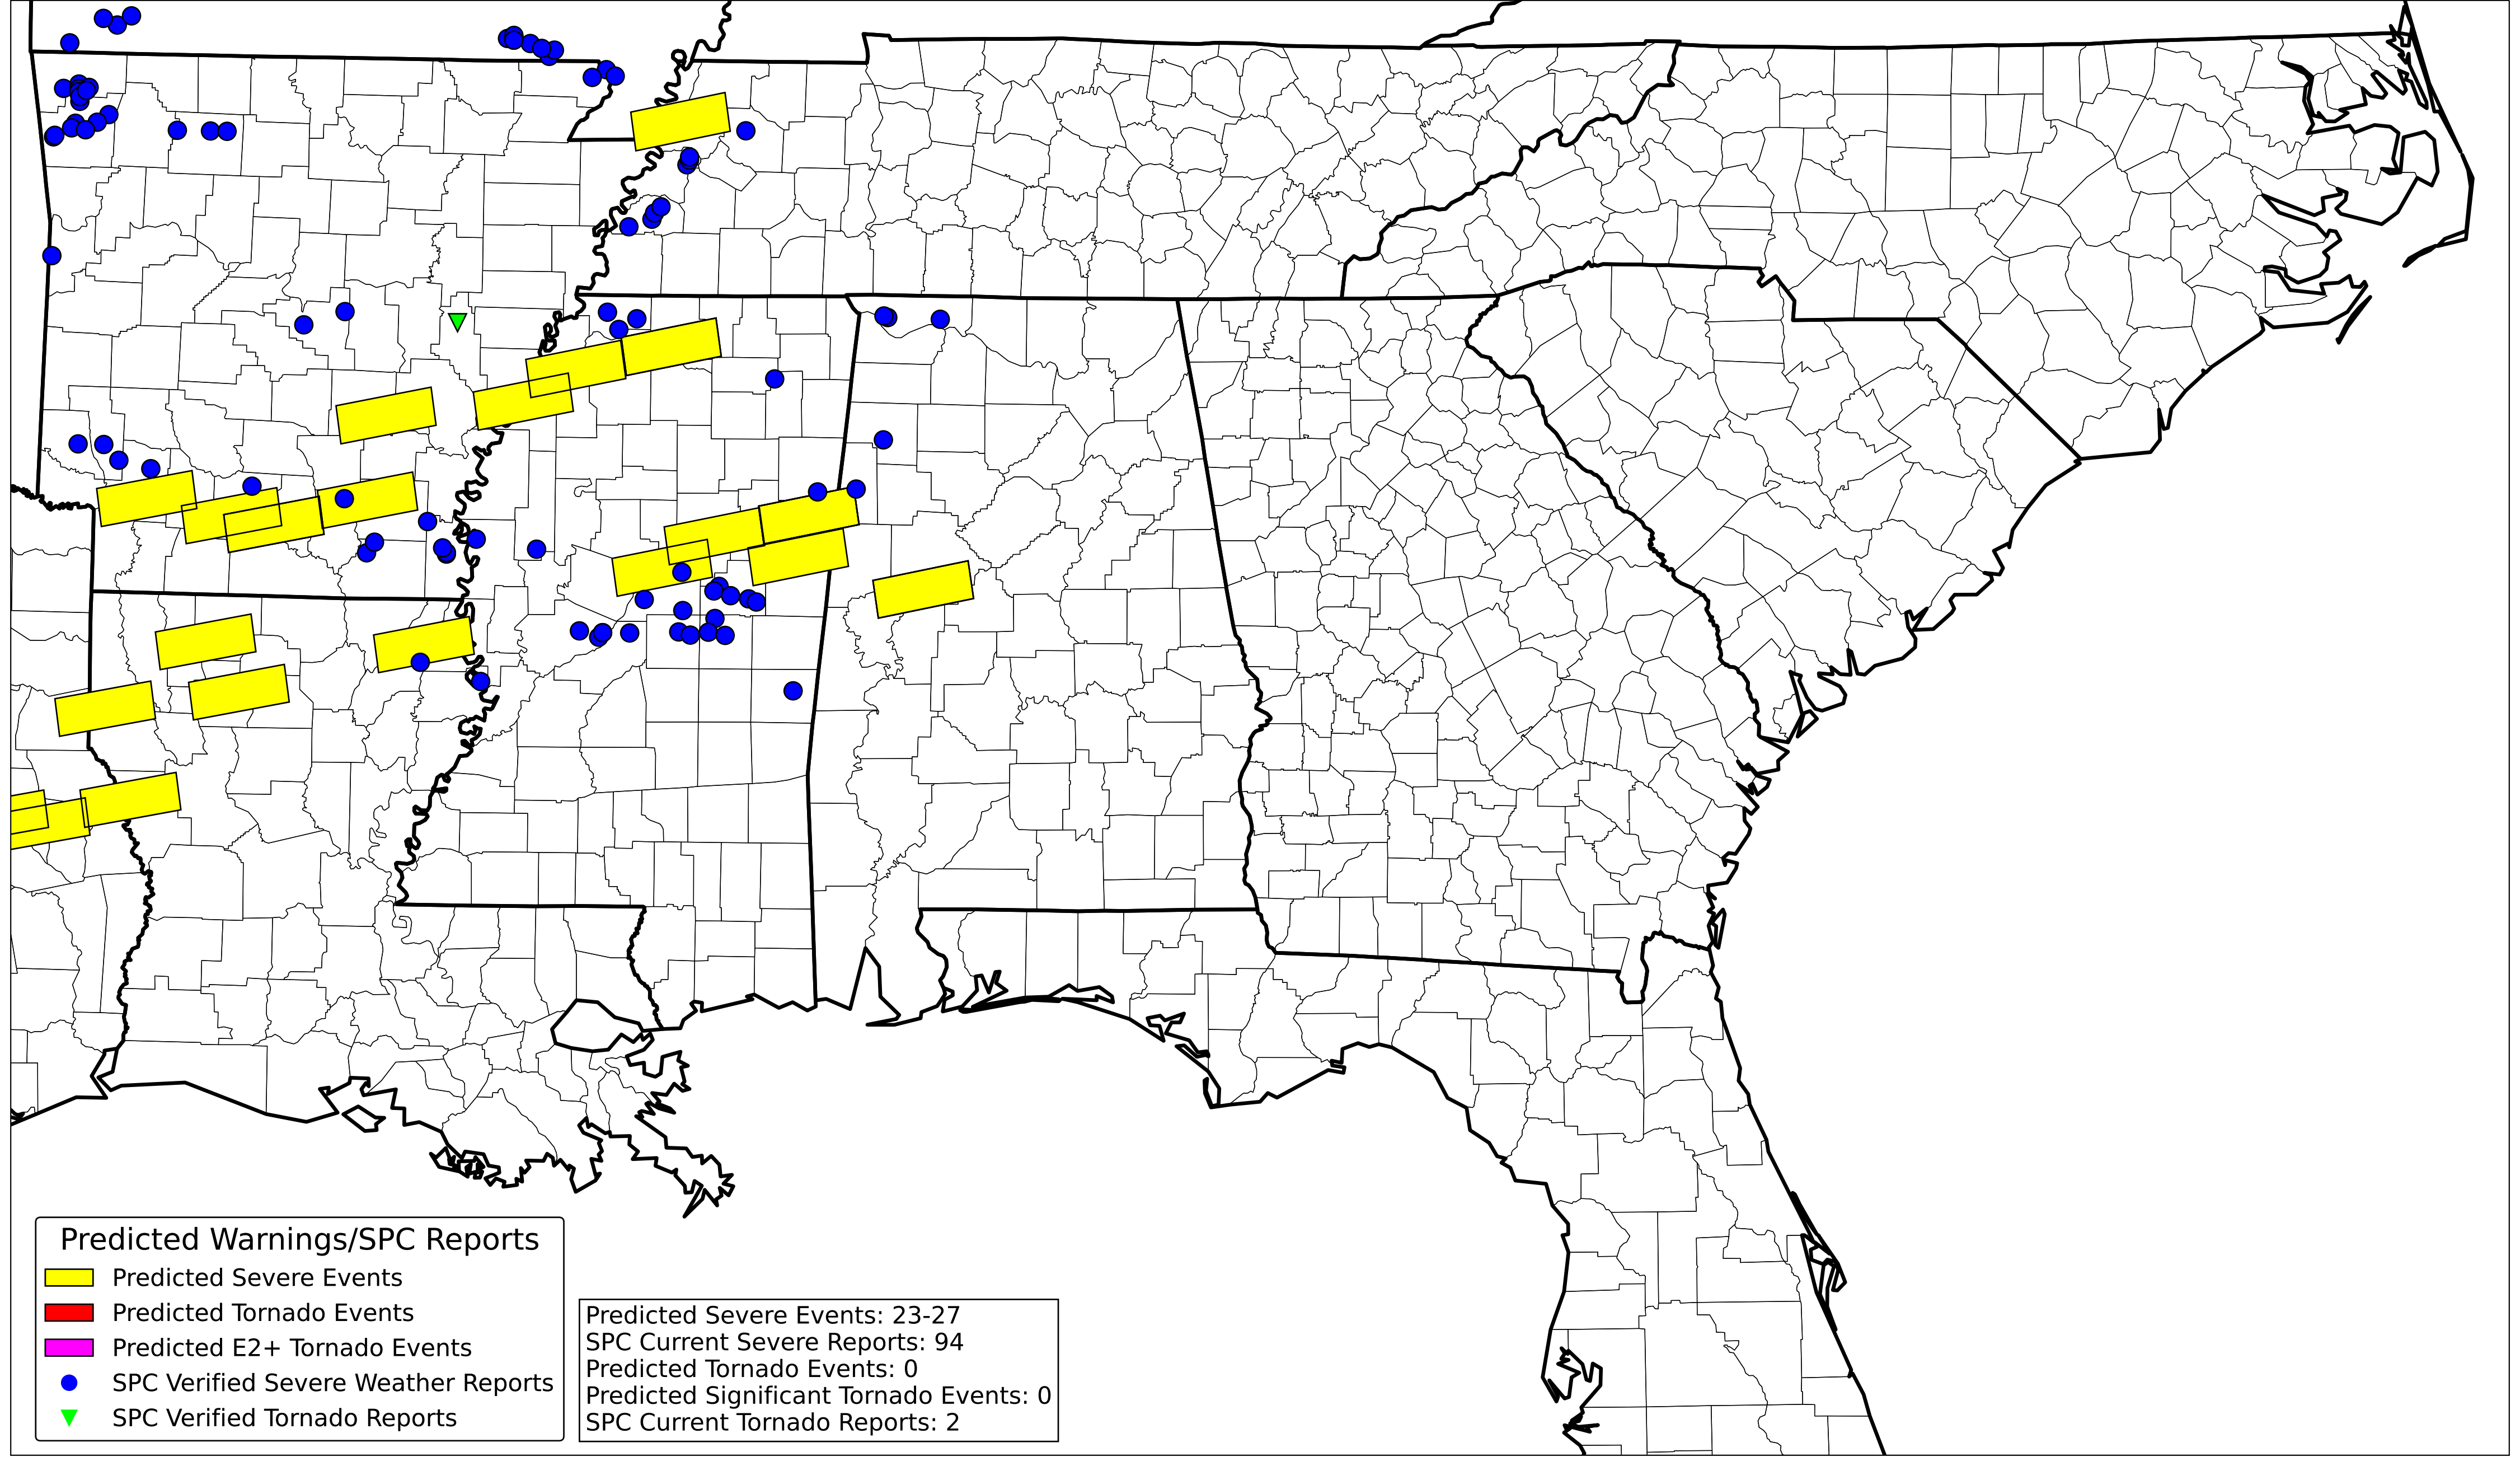 Predicted Warnings/SPC Reports
Predicted Severe Events
Predicted Tornado Events
Predicted E2+ Tornado Events
SPC Verified Severe Weather Reports
SPC Verified Tornado Reports
Predicted Severe Events: 23-27
SPC Current Severe Reports: 94
Predicted Tornado Events: 0
Predicted Significant Tornado Events: 0
SPC Current Tornado Reports: 2